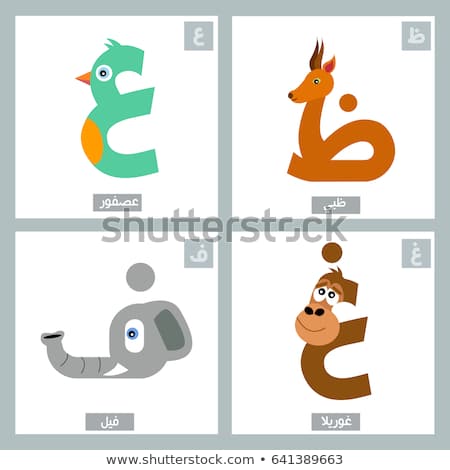 ظ
ظبي
ع
عصفور
غ
غوريلا
ف
فيل
shutterstock
www.shutterstock.com · 641389663